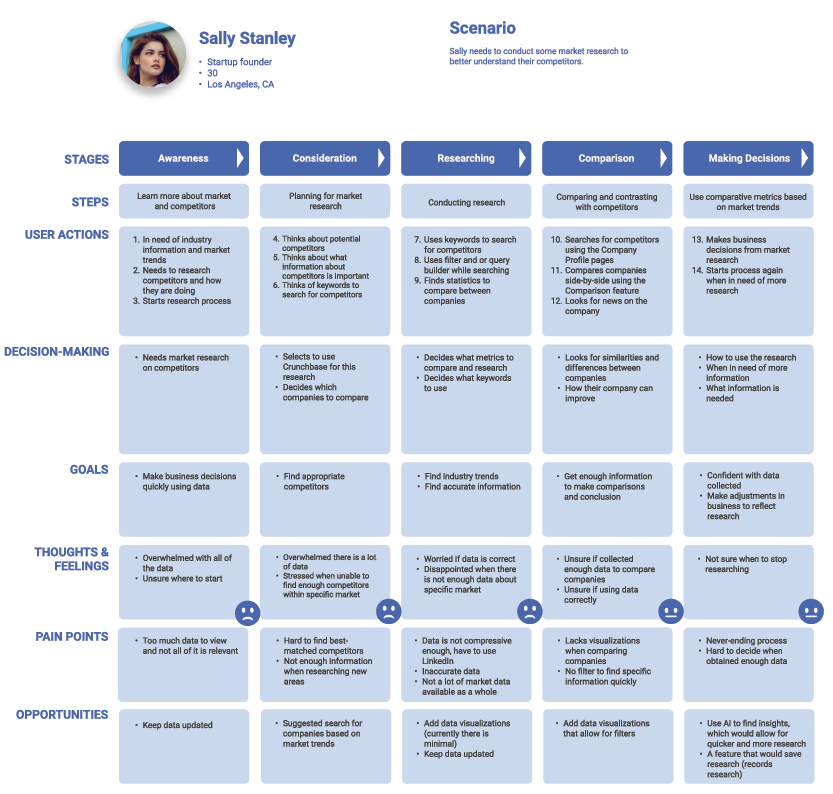 Sally Stanley
• Startup founder
• 30
• Los Angeles, CA
Scenario
Sally needs to conduct some market research to
better understand their competitors.
STAGES
Awareness
Consideration
Researching
Comparison
Making Decisions
STEPS
Learn more about market
and competitors
Planning for market
research
Conducting research
Comparing and contrasting
with competitors
Use comparative metrics based
on market trends
USER ACTIONS
1. In need of industry
information and market
trends
2. Needs to research
competitors and how
they are doing
3. Starts research process
4. Thinks about potential
competitors
5. Thinks about what
information about
competitors is important
6. Thinks of keywords to
search for competitors
7. Uses keywords to search
for competitors
8. Uses filter and or query
builder while searching
9. Finds statistics to
compare between
companies
10. Searches for competitors
using the Company
Profile pages
11. Compares companies
side-by-side using the
Comparison feature
12. Looks for news on the
company
13. Makes business
decisions from market
research
14. Starts process again
when in need of more
research
DECISION-MAKING
• Needs market research
on competitors
• Selects to use
Crunchbase for this
research
• Decides which
companies to compare
• Decides what metrics to
compare and research
• Decides what keywords
to use
• Looks for similarities and
differences between
companies
• How their company can
improve
• How to use the research
• When in need of more
information
• What information is
needed
GOALS
• Make business decisions
quickly using data
• Find appropriate
competitors
• Find industry trends
• Find accurate information
• Get enough information
to make comparisons
and conclusion
• Confident with data
collected
• Make adjustments in
business to reflect
research
THOUGHTS &
FEELINGS
• Overwhelmed with all of
the data
• Unsure where to start
• Overwhelmed there is a lot
of data
• Stressed when unable to
find enough competitors
within specific market
• Worried if data is correct
• Disappointed when there
is not enough data about
specific market
• Unsure if collected
enough data to compare
companies
• Unsure if using data
correctly
• Not sure when to stop
researching
PAIN POINTS
• Too much data to view
and not all of it is relevant
• Hard to find best-
matched competitors
• Not enough information
when researching new
areas
• Data is not compressive
enough, have to use
LinkedIn
• Inaccurate data
• Not a lot of market data
available as a whole
• Lacks visualizations
when comparing
companies
• No filter to find specific
information quickly
• Never-ending process
• Hard to decide when
obtained enough data
OPPORTUNITIES
• Keep data updated
• Suggested search for
companies based on
market trends
• Add data visualizations
(currently there is
minimal)
• Keep data updated
• Add data visualizations
that allow for filters
• Use AI to find insights,
which would allow for
quicker and more research
• A feature that would save
research (records
research)